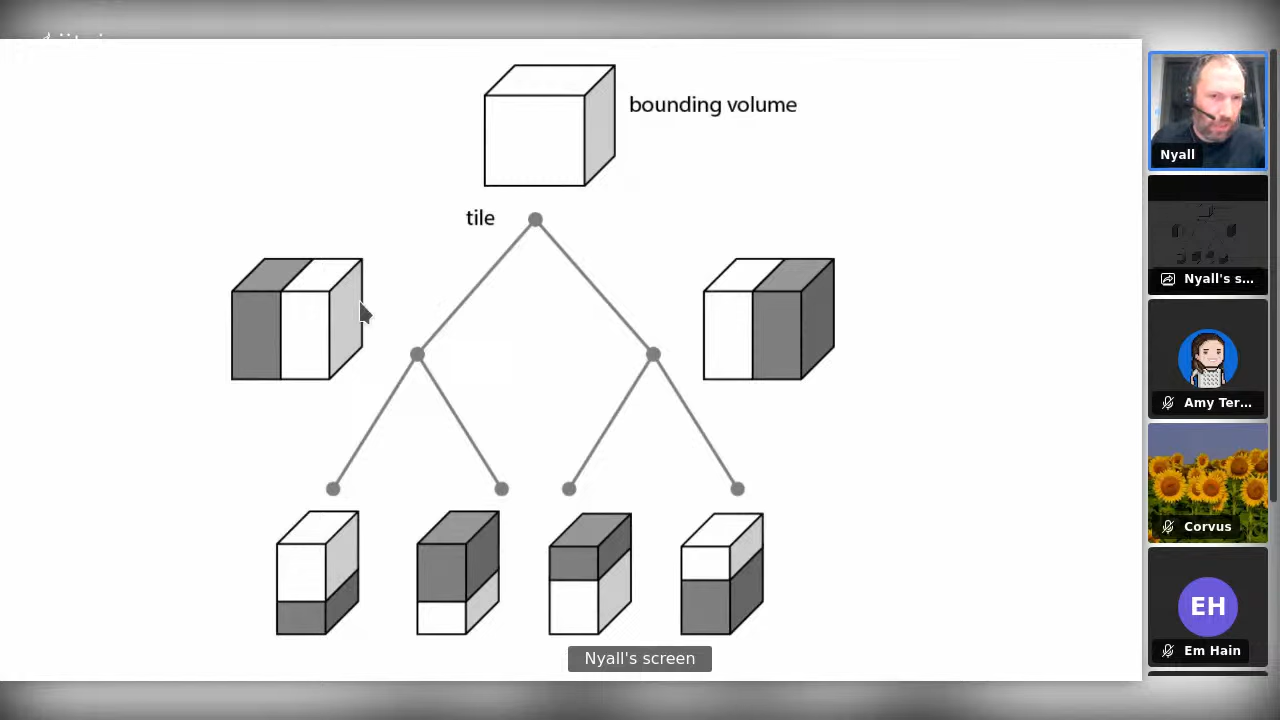 bounding volume
tile
Nyall's screen
Nyall
Nyall's s...
Amy Ter...
Corvus
EH
Em Hain